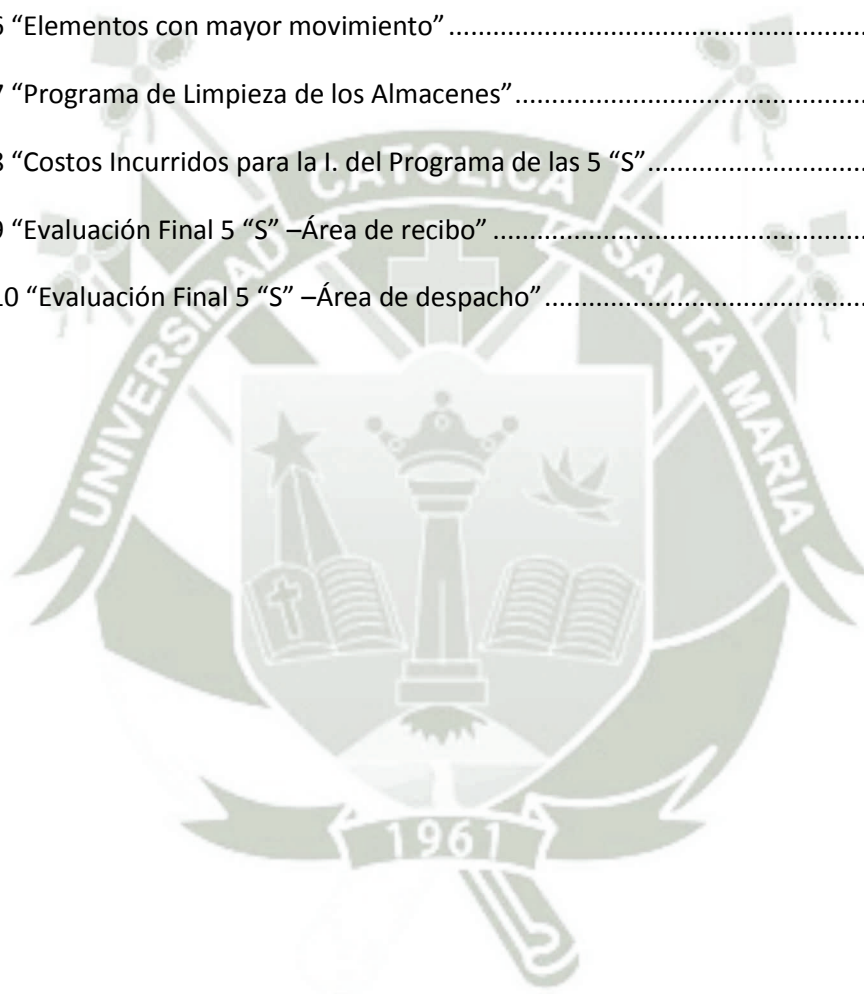 6 “Elementos con mayor movimiento”..............................................................
7 “Programa de Limpieza de los Almacenes”..................................................
8 “Costos Incurridos para la I. del Programa de las 5 “S”................................
9 “Evaluación Final 5 “S” –Área de recibo” ......................................................
10 “Evaluación Final 5 “S” –Área de despacho”...............................................
UNIVERSIDAD CATOLICA SANTA MARIA
1961